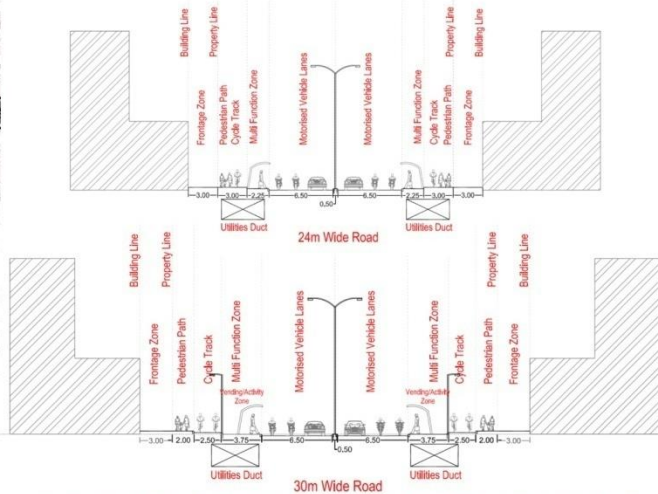 Building Line
Property Line
Frontage Zone
Pedestrian Path
Cycle Track
Multi Function Zone
Motorised Vehicle Lanes
Motorised Vehicle Lanes
Multi Function Zone
Cycle Track
Pedestrian Path
Property Line
Frontage Zone
Building Line
3.00 3.00 2.25 6.50 0.50 6.50 2.25 3.00 3.00
Utilities Duct
Utilities Duct
24m Wide Road
Building Line
Property Line
Frontage Zone
Pedestrian Path
Cycle Track
Multi Function Zone
Vending/Activity
Zone
Motorised Vehicle Lanes
Motorised Vehicle Lanes
Multi Function Zone
Vending/Activity
Zone
Cycle Track
Pedestrian Path
Property Line
Frontage Zone
Building Line
3.00 2.00 2.50 3.75 6.50 0.50 6.50 3.75 2.50 2.00 3.00
Utilities Duct
Utilities Duct
30m Wide Road